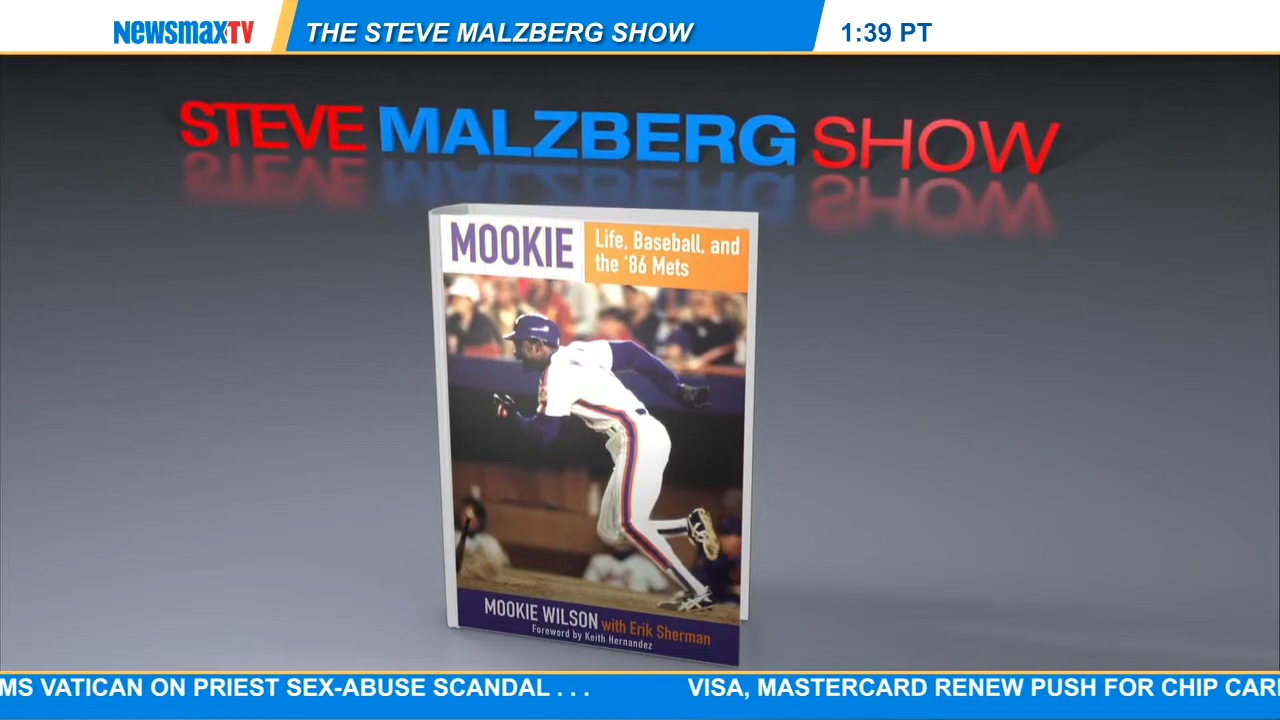 NEWSMAXTV
THE STEVE MALZBERG SHOW
1:39 PT
STEVE MALZBERG SHOW
MOOKIE
Life, Baseball, and
the '86 Mets
MOOKIE WILSON with Erik Sherman
Foreword by Keith Hernandez
MS VATICAN ON PRIEST SEX-ABUSE SCANDAL . . .
VISA, MASTERCARD RENEW PUSH FOR CHIP CAR